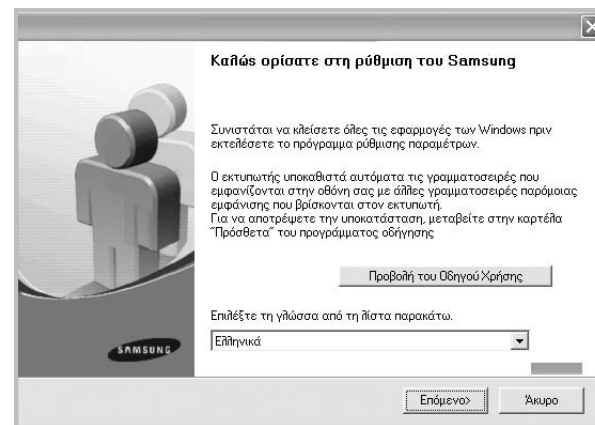 Καλώς ορίσατε στη ρύθμιση του Samsung
Συνιστάται να κλείσετε όλες τις εφαρμογές των Windows πριν
εκτελέσετε το πρόγραμμα ρύθμισης παραμέτρων.
Ο εκτυπωτής υποκαθιστά αυτόματα τις γραμματοσειρές που
εμφανίζονται στην οθόνη σας με άλλες γραμματοσειρές παρόμοιας
εμφάνισης που βρίσκονται στον εκτυπωτή.
Για να αποτρέψετε την υποκατάσταση, μεταβείτε στην καρτέλα
"Πρόσθετα" του προγράμματος οδήγησης
Προβολή του Οδηγού Χρήσης
Επιλέξτε τη γλώσσα από τη λίστα παρακάτω.
Ελληνικά
SAMSUNG
Επόμενο>
Άκυρο